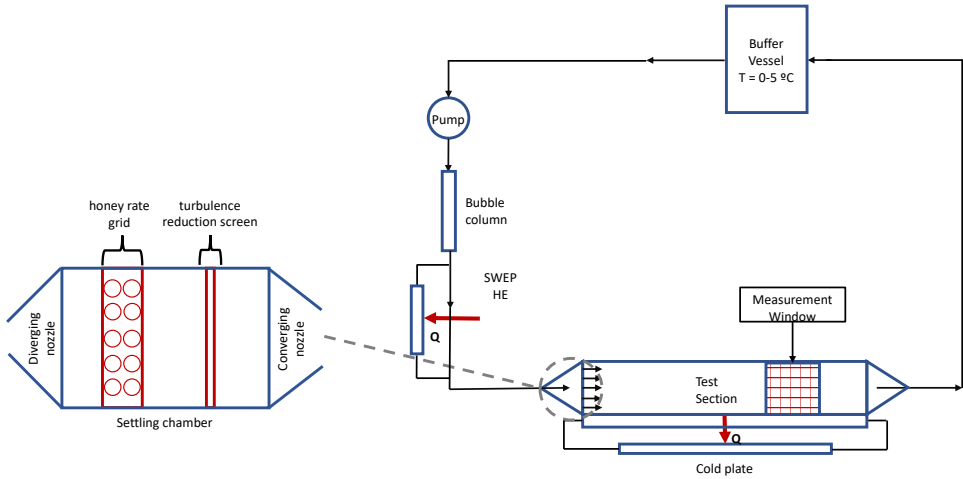 Buffer
Vessel
T = 0-5 ºC
Pump
Bubble
column
honey rate
grid
turbulence
reduction screen
SWEP
HE
Q
Diverging
nozzle
Converging
nozzle
Settling chamber
Measurement
Window
Test
Section
Q
Cold plate